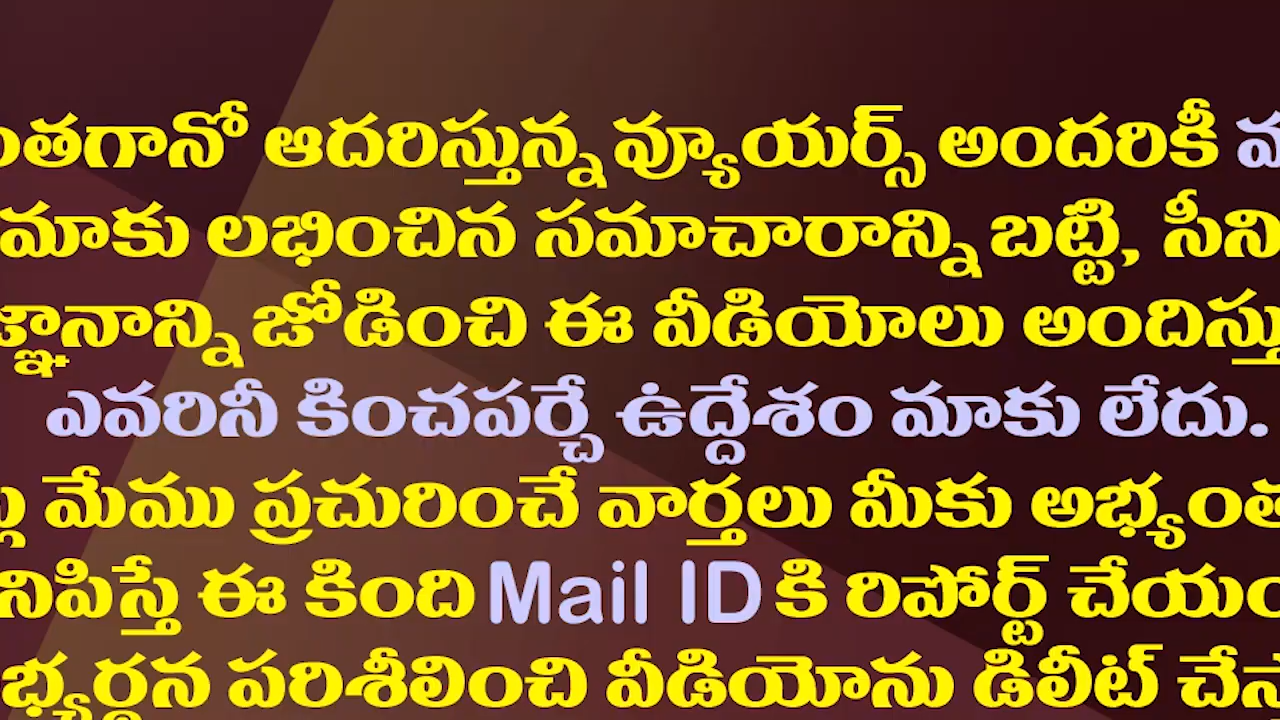 ంతగానో ఆదరిస్తున్న వ్యూయర్స్ అందరికీ
మాకు లభించిన సమాచారాన్ని బట్టి, సీని
జ్ఞానాన్ని జోడించి ఈ వీడియోలు అందిస్తు
ఎవరినీ కించపర్చే ఉద్దేశం మాకు లేదు.
మేము ప్రచురించే వార్తలు మీకు అభ్యంత
నిపిస్తే ఈ కింది Mail ID కి రిపోర్ట్ చేయం
భ్యర్థన పరిశీలించి వీడియోను డిలీట్ చేస